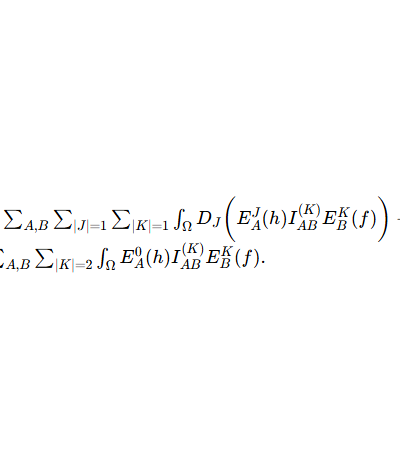 ∑_{A,B} ∑_{|J|=1} ∑_{|K|=1} ∫_Ω D_J ( E_A^J(h) I_{AB}^{(K)} E_B^K(f) )
∑_{A,B} ∑_{|K|=2} ∫_Ω E_A^0(h) I_{AB}^{(K)} E_B^K(f).